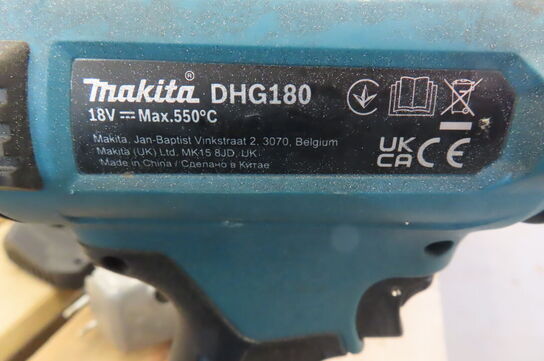 makita® DHG180
18V ⎓ Max.550°C
Makita, Jan-Baptist Vinkstraat 2, 3070, Belgium
Makita (UK) Ltd. MK15 8JD, UK
Made in China / Сделано в Китае
UK
CA CE